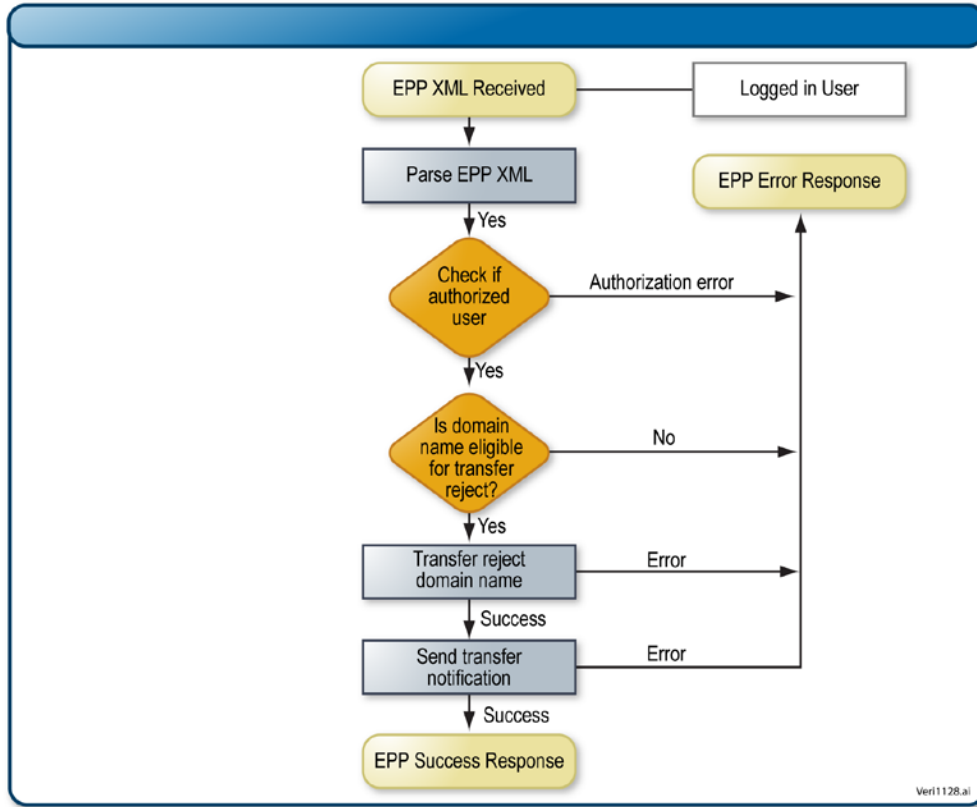 EPP XML Received
Logged in User
Parse EPP XML
EPP Error Response
Yes
Check if
authorized
user
Authorization error
Yes
Is domain
name eligible
for transfer
reject?
No
Yes
Transfer reject
domain name
Error
Success
Send transfer
notification
Error
Success
EPP Success Response
Veri1128.ai